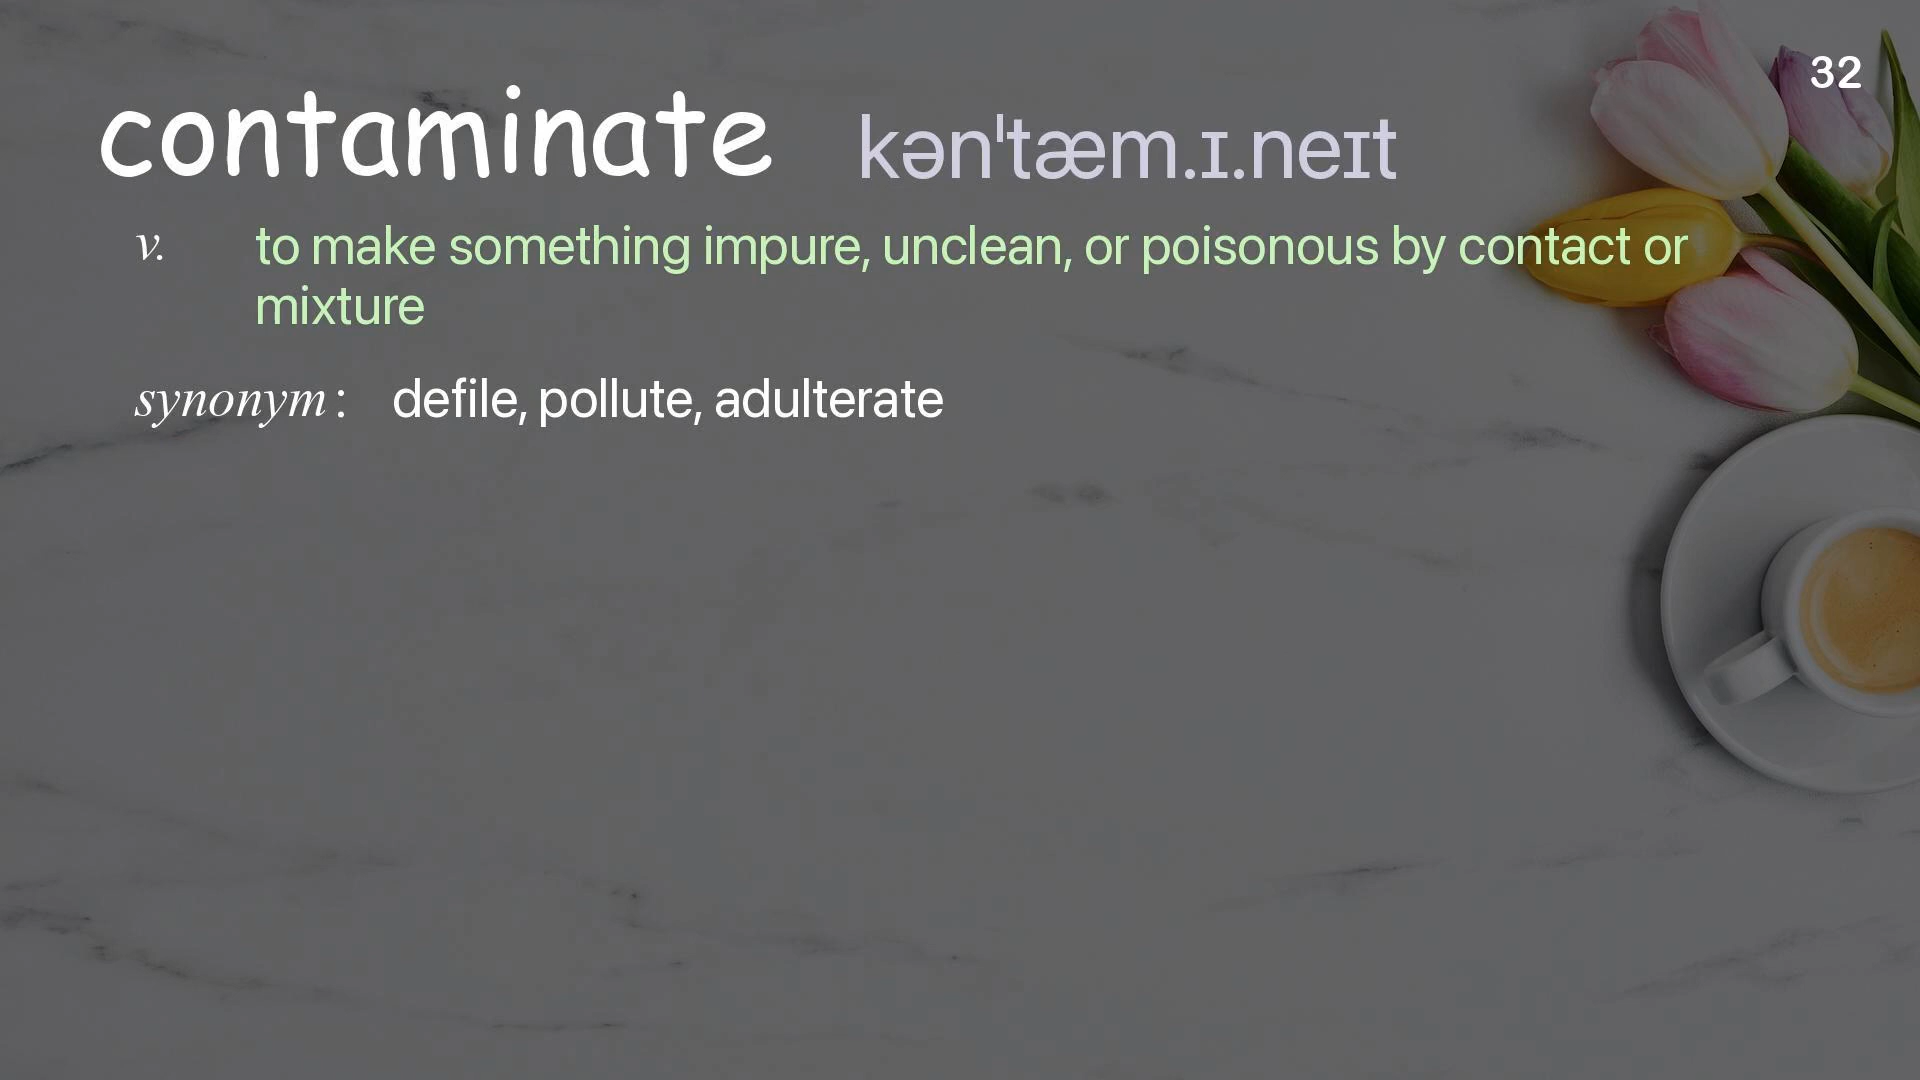 32
contaminate kənˈtæm.ɪ.neɪt
v. to make something impure, unclean, or poisonous by contact or
mixture
synonym : defile, pollute, adulterate